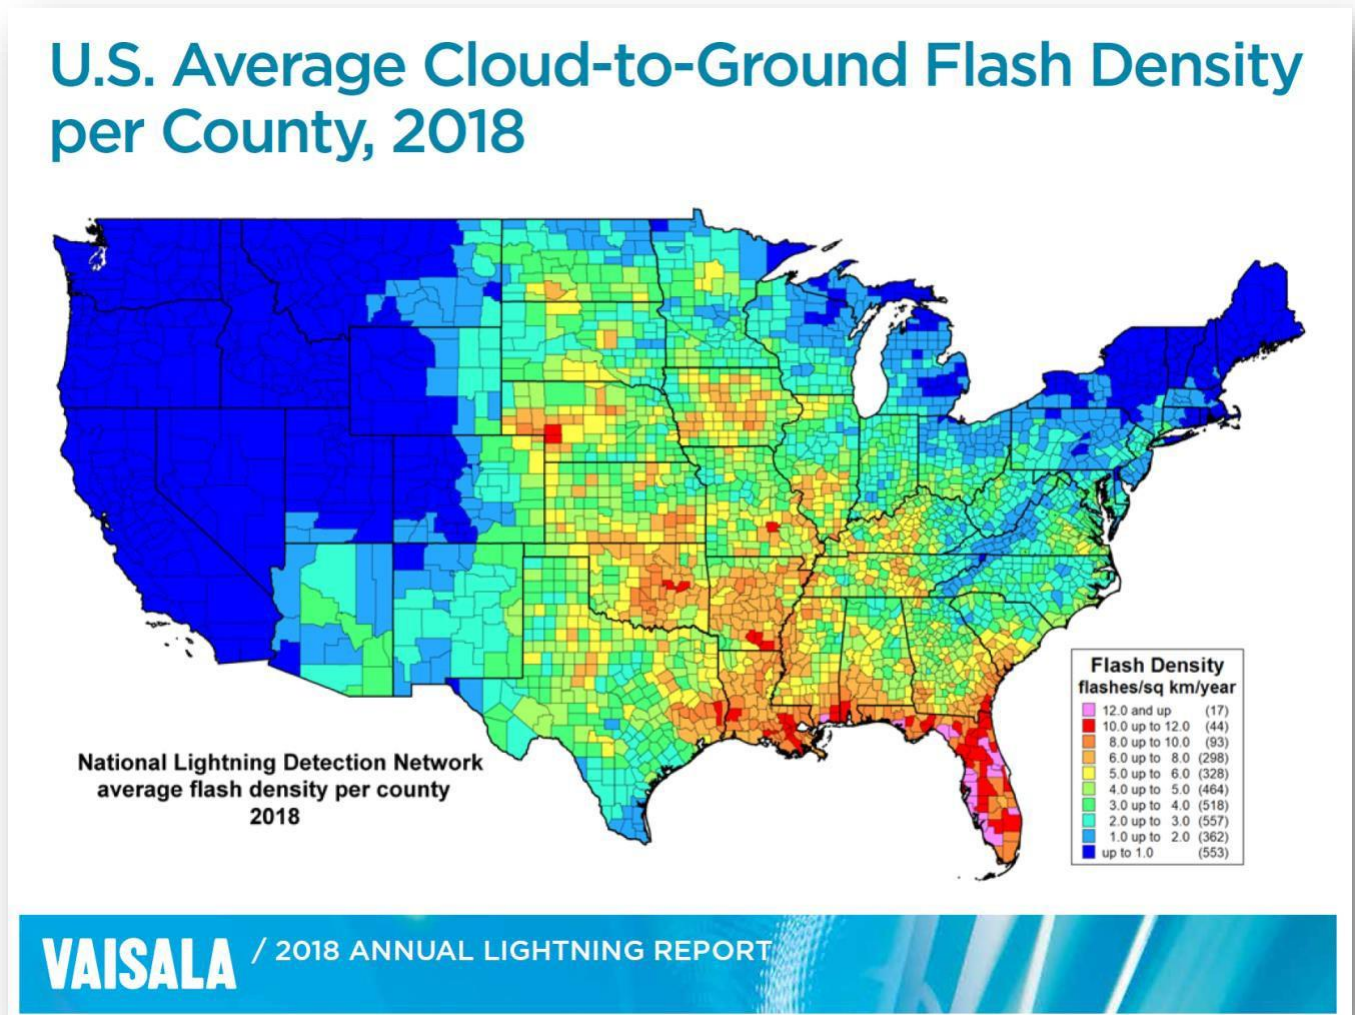 U.S. Average Cloud-to-Ground Flash Density
per County, 2018
National Lightning Detection Network
average flash density per county
2018
Flash Density
flashes/sq km/year
12.0 and up (17)
10.0 up to 12.0 (44)
8.0 up to 10.0 (93)
6.0 up to 8.0 (298)
5.0 up to 6.0 (328)
4.0 up to 5.0 (464)
3.0 up to 4.0 (518)
2.0 up to 3.0 (557)
1.0 up to 2.0 (362)
up to 1.0 (553)
VAISALA / 2018 ANNUAL LIGHTNING REPORT